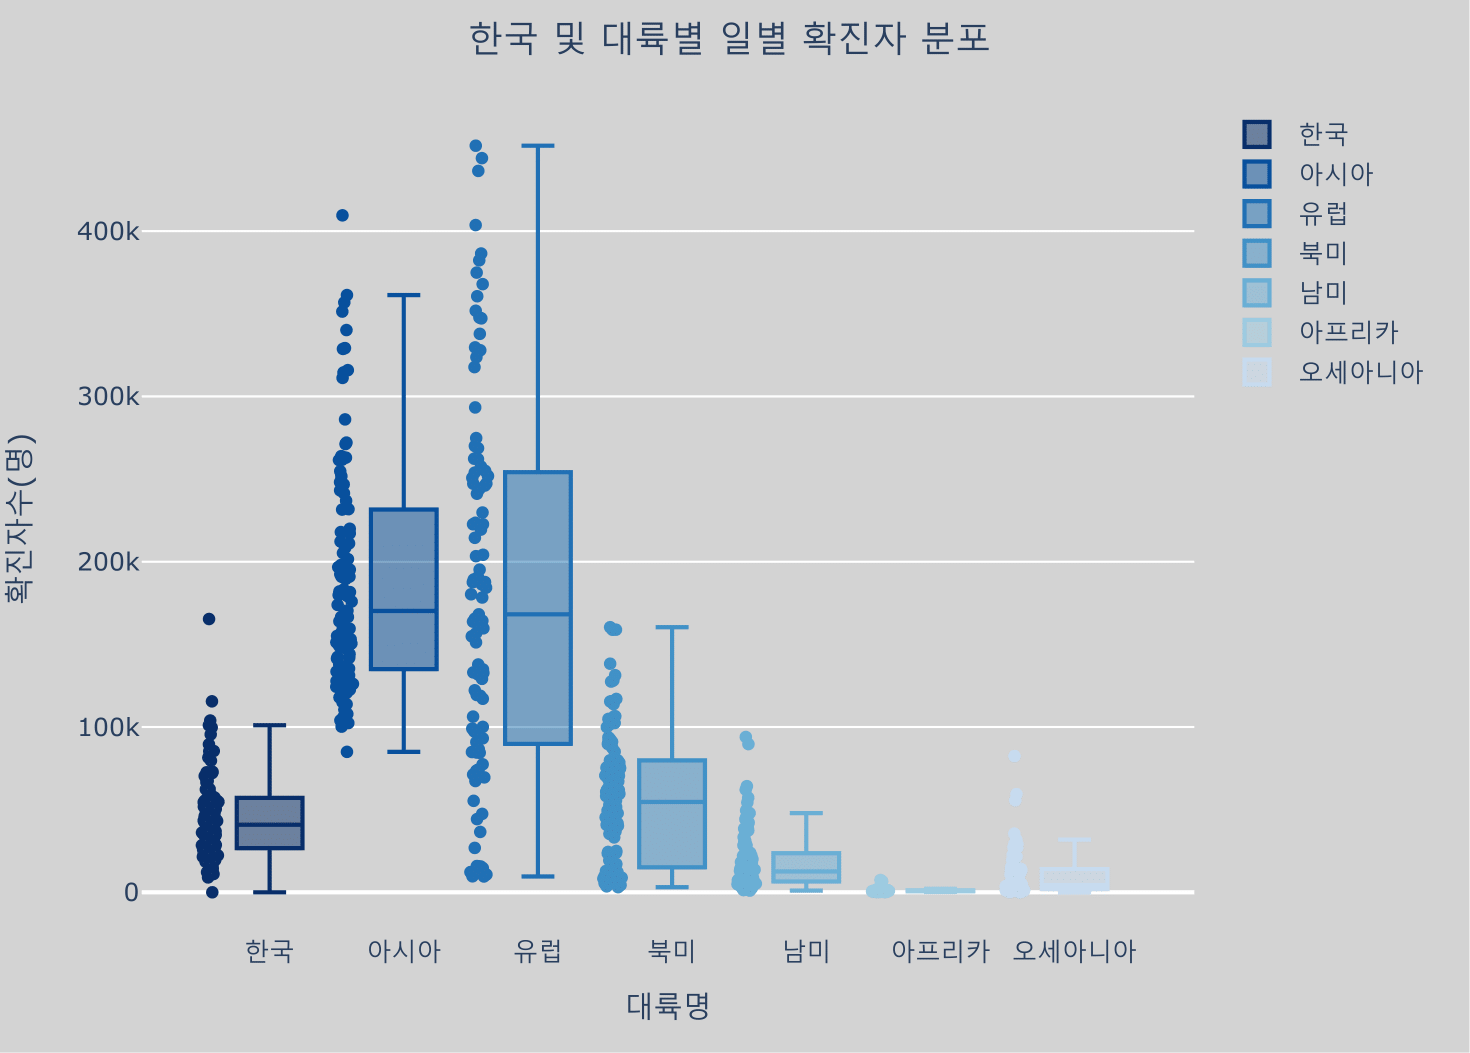 한국 및 대륙별 일별 확진자 분포
한국
아시아
유럽
북미
남미
아프리카
오세아니아
확진자수(명)
400k
300k
200k
100k
0
한국 아시아 유럽 북미 남미 아프리카 오세아니아
대륙명